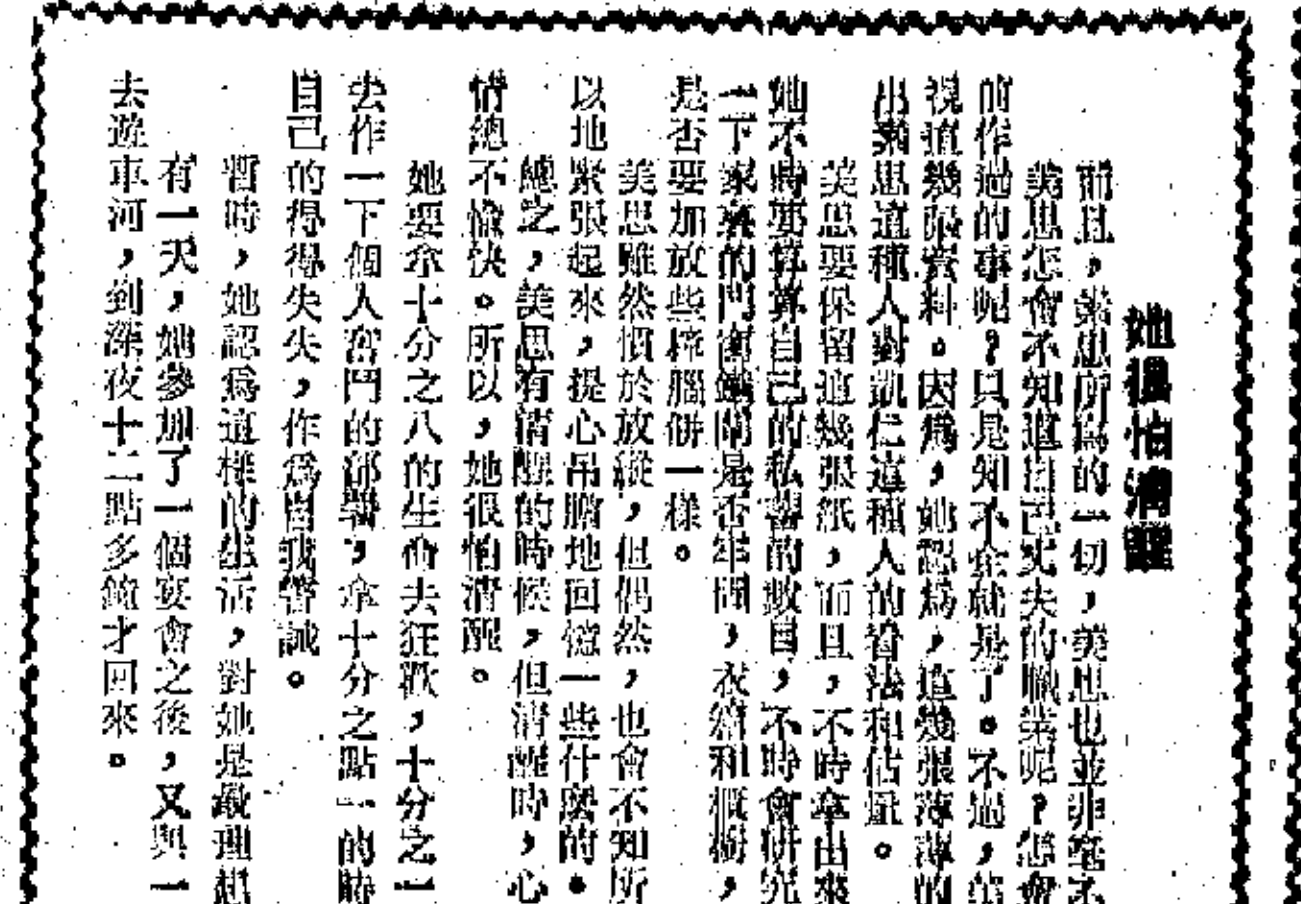 她很怕清醒
而且，美思所為的一切，美思也並非毫不
美思怎會不知道自己丈夫的職業呢？怎會
前作過的事呢？只是知不全就是了。不過，美
視這幾張資料。因為，她認為，這幾張薄薄的
出美思這種人對凱仁這種人的看法和估量。
美思要保留這幾張紙，而且，不時拿出來
她不時要算算自己的私蓄的數目，不時會研究
一下家裏的門窗鐵閘是否牢固，衣櫥和
是否要加放些樟腦餅一樣。
美思雖然慣於放縱，但偶然，也會不知所
以地緊張起來，提心吊膽地回憶一些什麼的。
總之，美思有清醒的時候，但清醒時，心
情總不愉快。所以，她很怕清醒。
她要拿十分之八的生命去狂歡，十分之一
去作一下個人奮鬥的部署，拿十分之點一的時
自己的得得失失，作為自我警誡。
暫時，她認為這樣的生活，對她是最理想
有一天，她參加了一個宴會之後，又與一
去遊車河，到深夜十二點多鐘才回來。